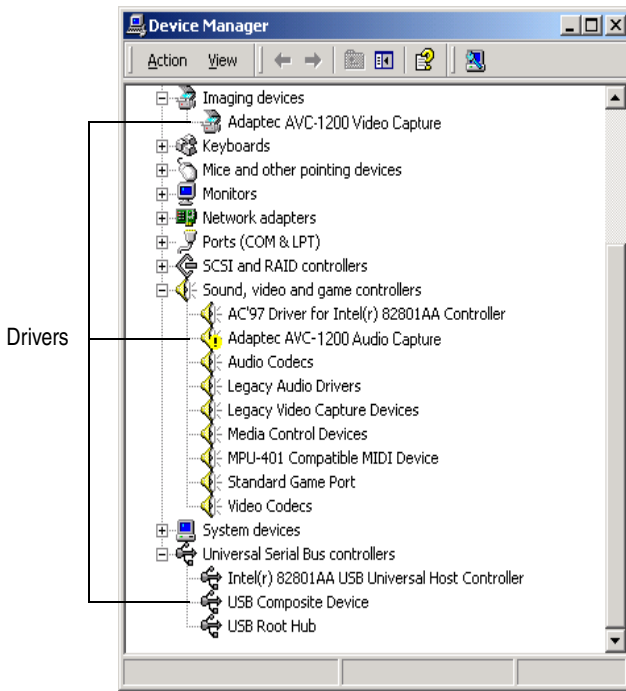 Device Manager
Action View
Imaging devices
Adaptec AVC-1200 Video Capture
Keyboards
Mice and other pointing devices
Monitors
Network adapters
Ports (COM & LPT)
SCSI and RAID controllers
Sound, video and game controllers
AC'97 Driver for Intel(r) 82801AA Controller
Drivers
Adaptec AVC-1200 Audio Capture
Audio Codecs
Legacy Audio Drivers
Legacy Video Capture Devices
Media Control Devices
MPU-401 Compatible MIDI Device
Standard Game Port
Video Codecs
System devices
Universal Serial Bus controllers
Intel(r) 82801AA USB Universal Host Controller
USB Composite Device
USB Root Hub